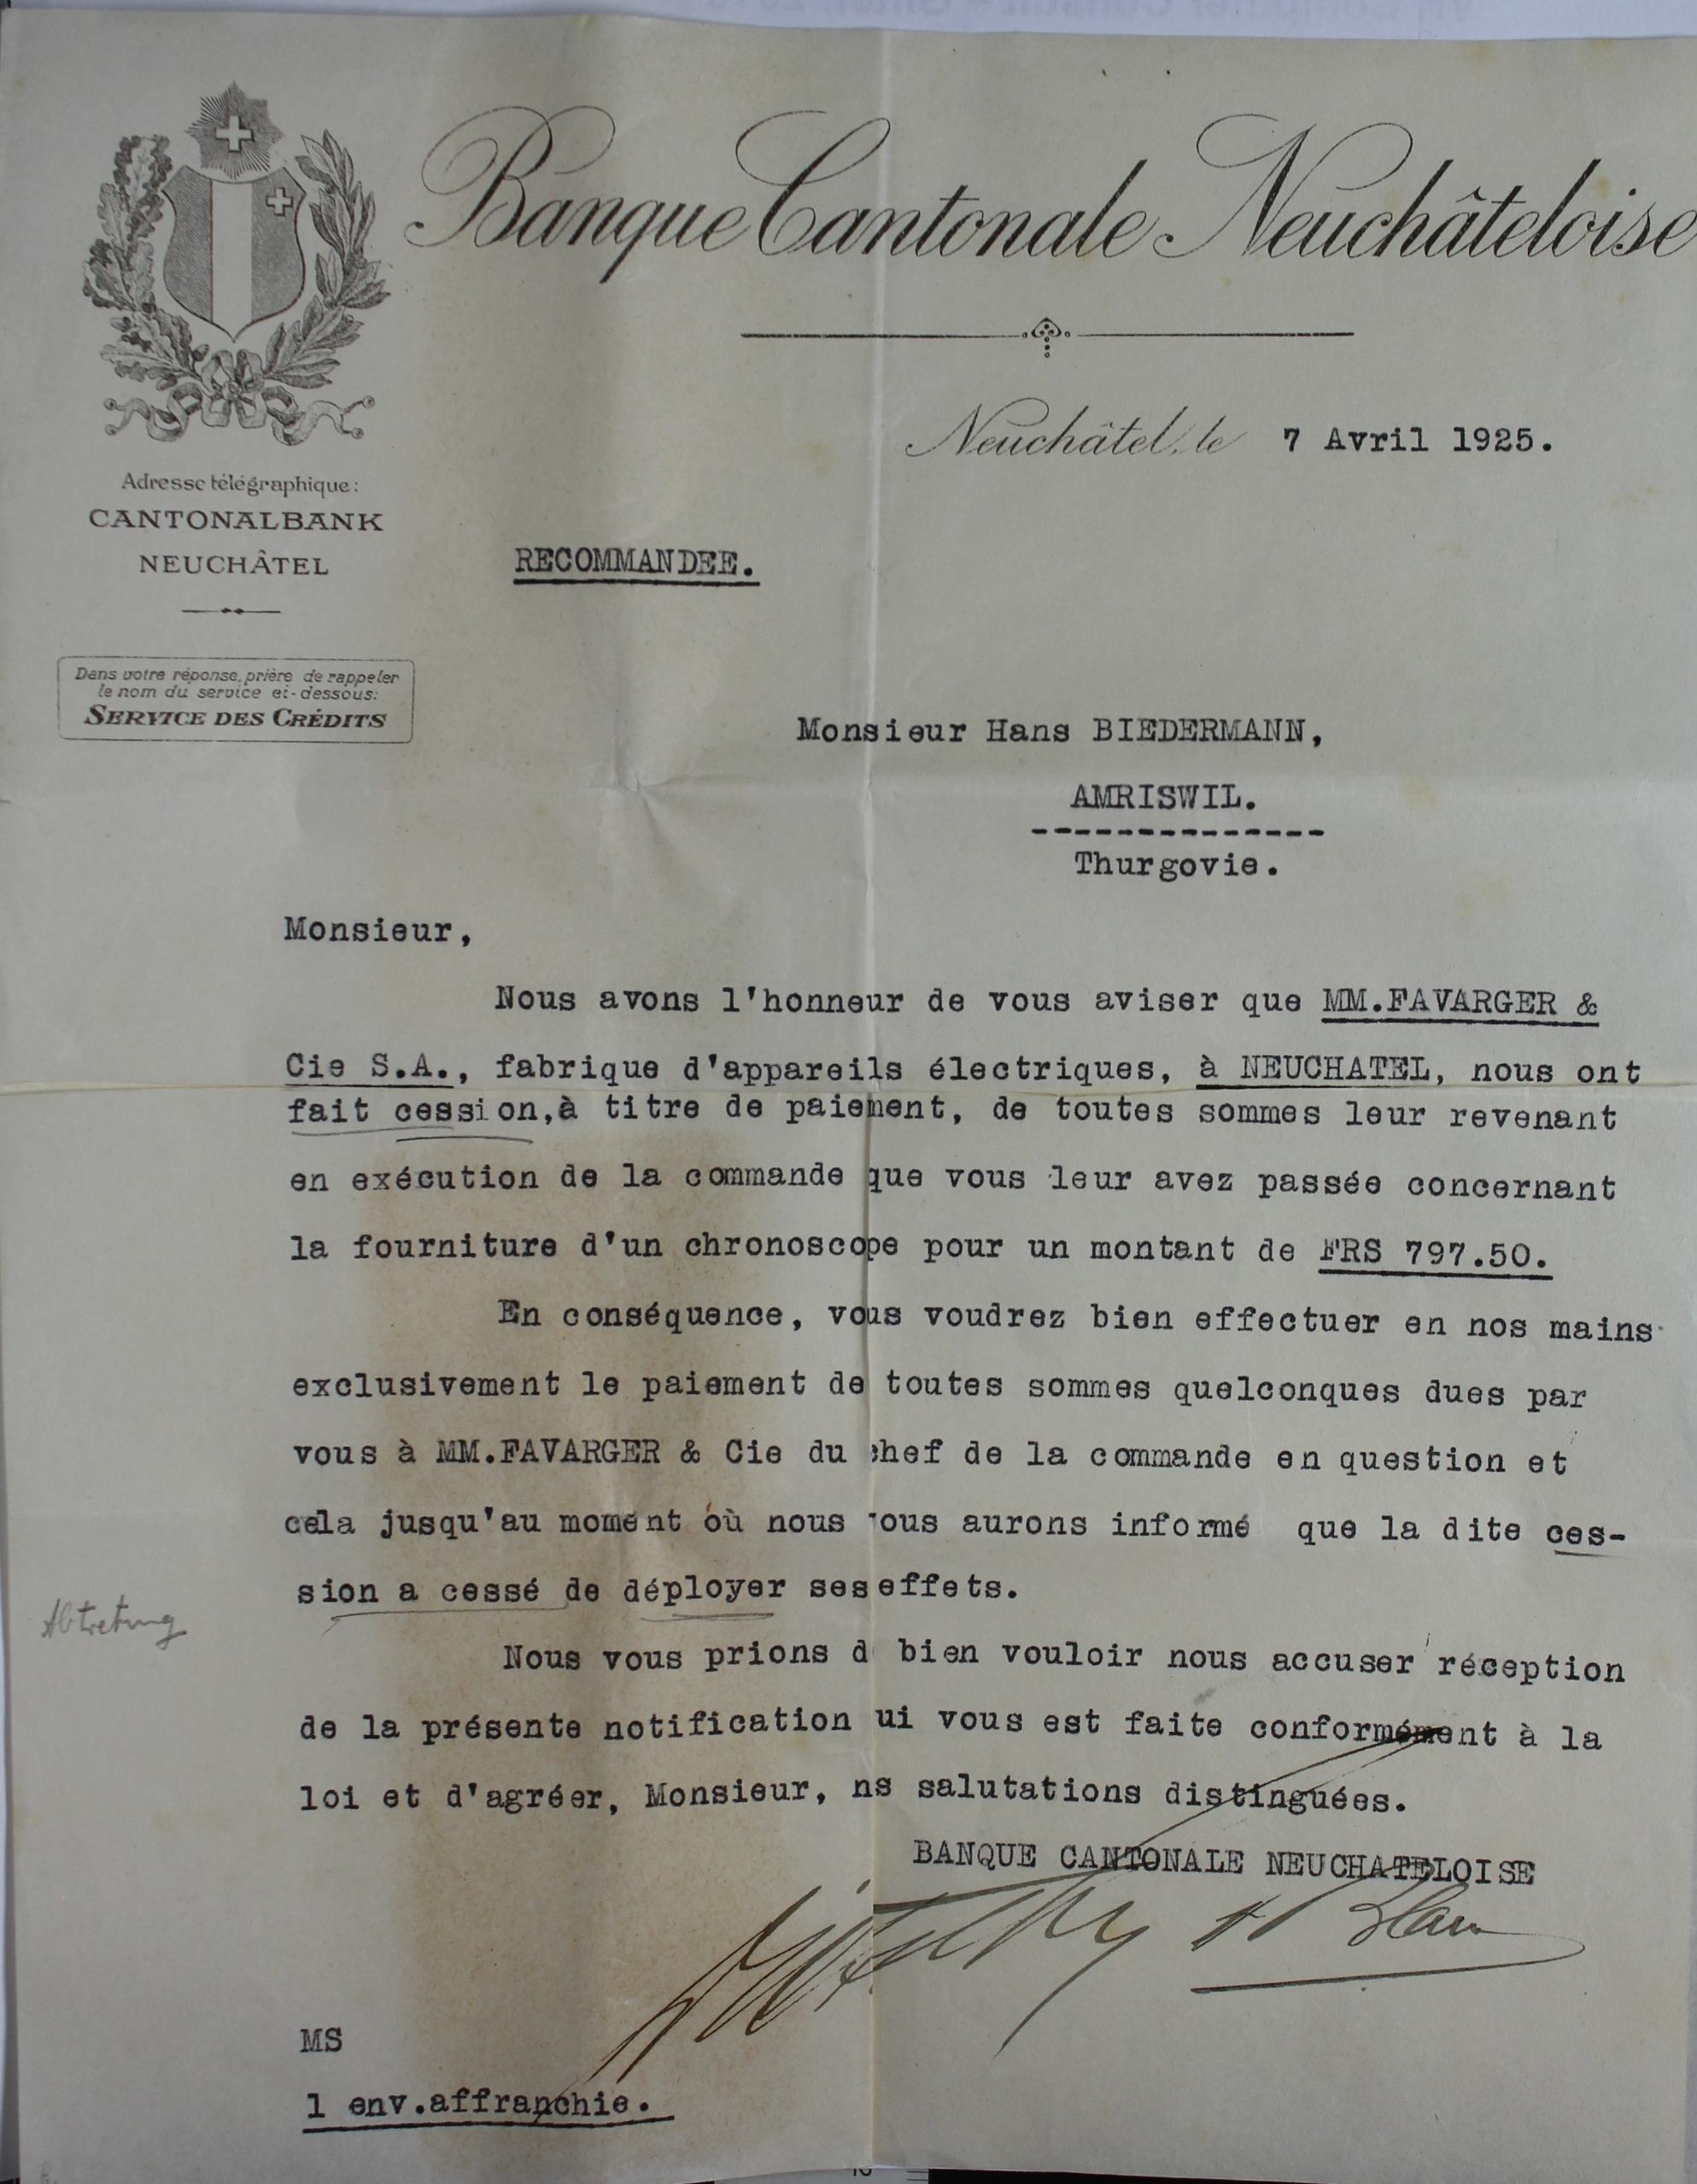 Banque Cantonale Neuchâteloise
Neuchâtel, le 7 Avril 1925.
Adresse télégraphique:
CANTONALBANK
NEUCHÂTEL
RECOMMANDEE.
Dans votre réponse, prière de rappeler
le nom du service ci-dessous:
SERVICE DES CRÉDITS
Monsieur Hans BIEDERMANN,
AMRISWIL.
--------------
Thurgovie.
Monsieur,
Nous avons l'honneur de vous aviser que MM.FAVARGER &
Cie S.A., fabrique d'appareils électriques, à NEUCHATEL, nous ont
fait cession,à titre de paiement, de toutes sommes leur revenant
en exécution de la commande que vous leur avez passée concernant
la fourniture d'un chronoscope pour un montant de FRS 797.50.
En conséquence, vous voudrez bien effectuer en nos mains
exclusivement le paiement de toutes sommes quelconques dues par
vous à MM.FAVARGER & Cie du chef de la commande en question et
cela jusqu'au moment où nous vous aurons informé que la dite ces-
sion a cessé de déployer ses effets.
Abtretung
Nous vous prions d bien vouloir nous accuser réception
de la présente notification ui vous est faite conformément à la
loi et d'agréer, Monsieur, ns salutations distinguées.
BANQUE CANTONALE NEUCHATELOISE
MS
1 env.affranchie.